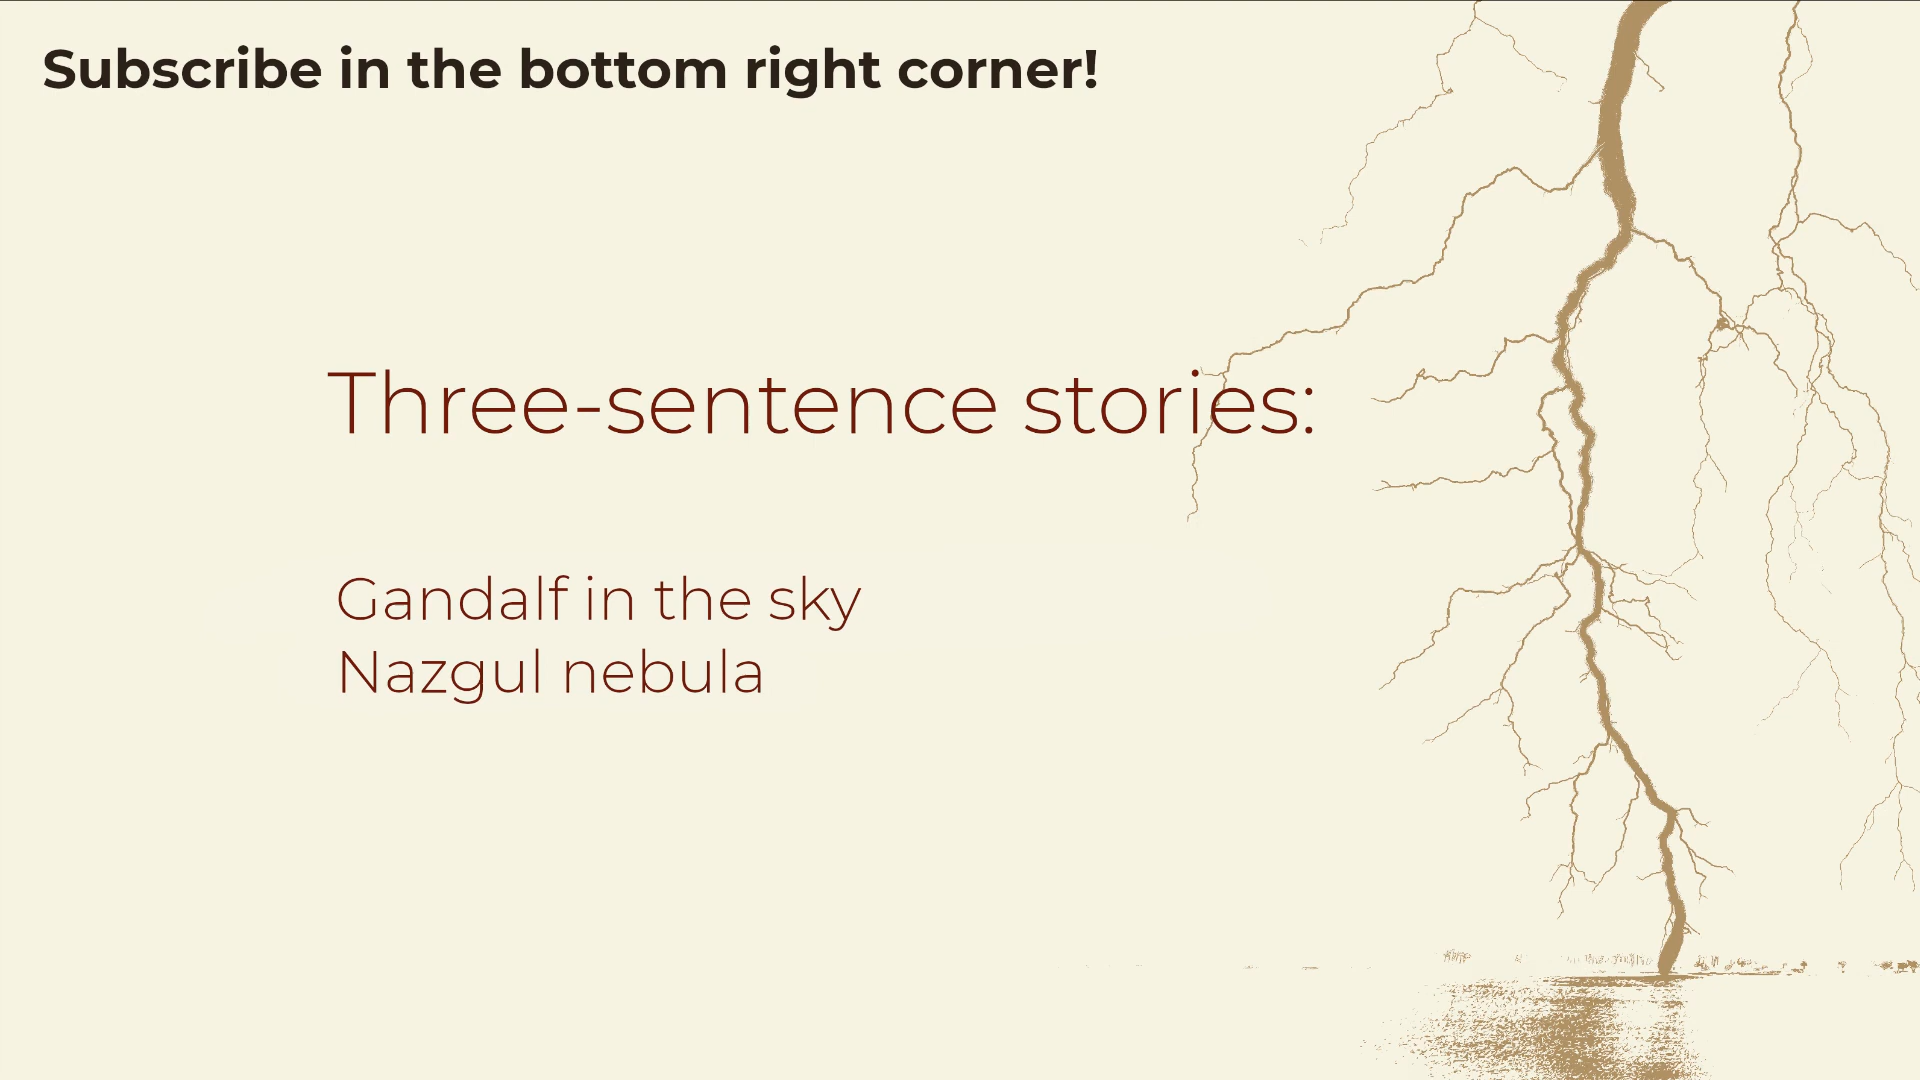 Subscribe in the bottom right corner!
Three-sentence stories:
Gandalf in the sky
Nazgul nebula